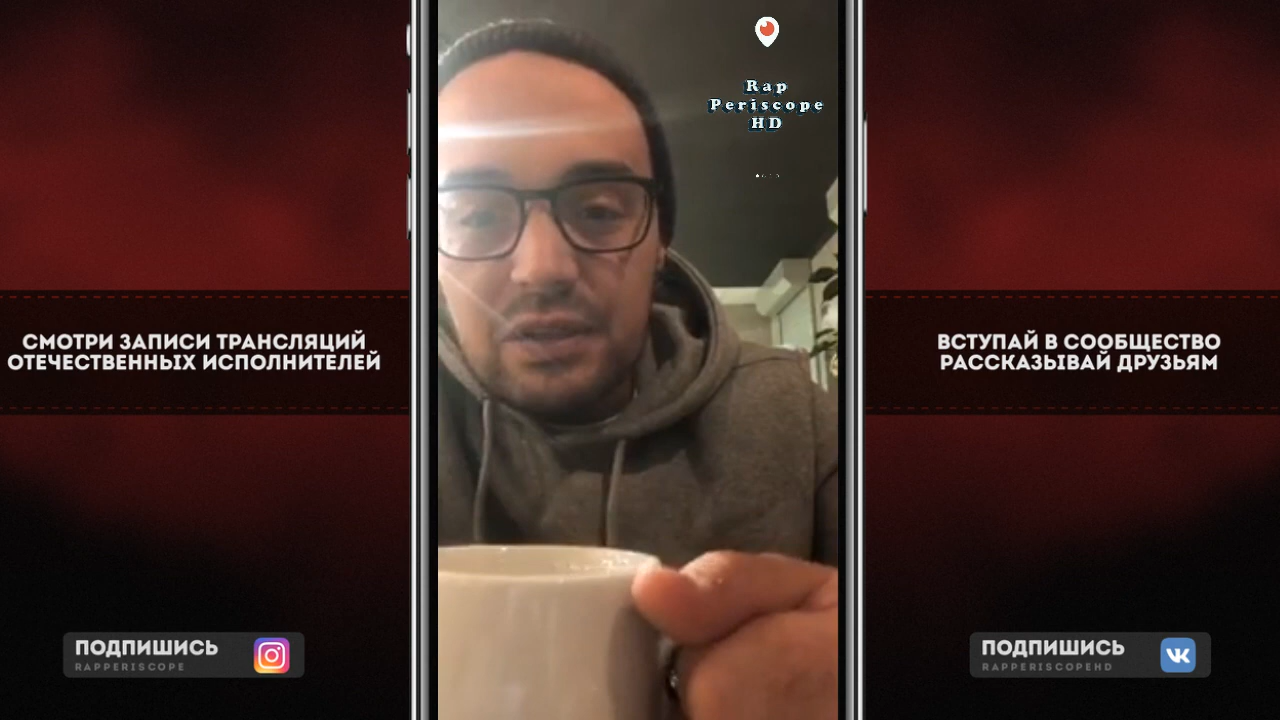 Rap
Periscope
HD
СМОТРИ ЗАПИСИ ТРАНСЛЯЦИЙ
ОТЕЧЕСТВЕННЫХ ИСПОЛНИТЕЛЕЙ
ВСТУПАЙ В СООБЩЕСТВО
РАССКАЗЫВАЙ ДРУЗЬЯМ
ПОДПИШИСЬ
RAPPERISCOPE
ПОДПИШИСЬ
RAPPERISCOPEHD